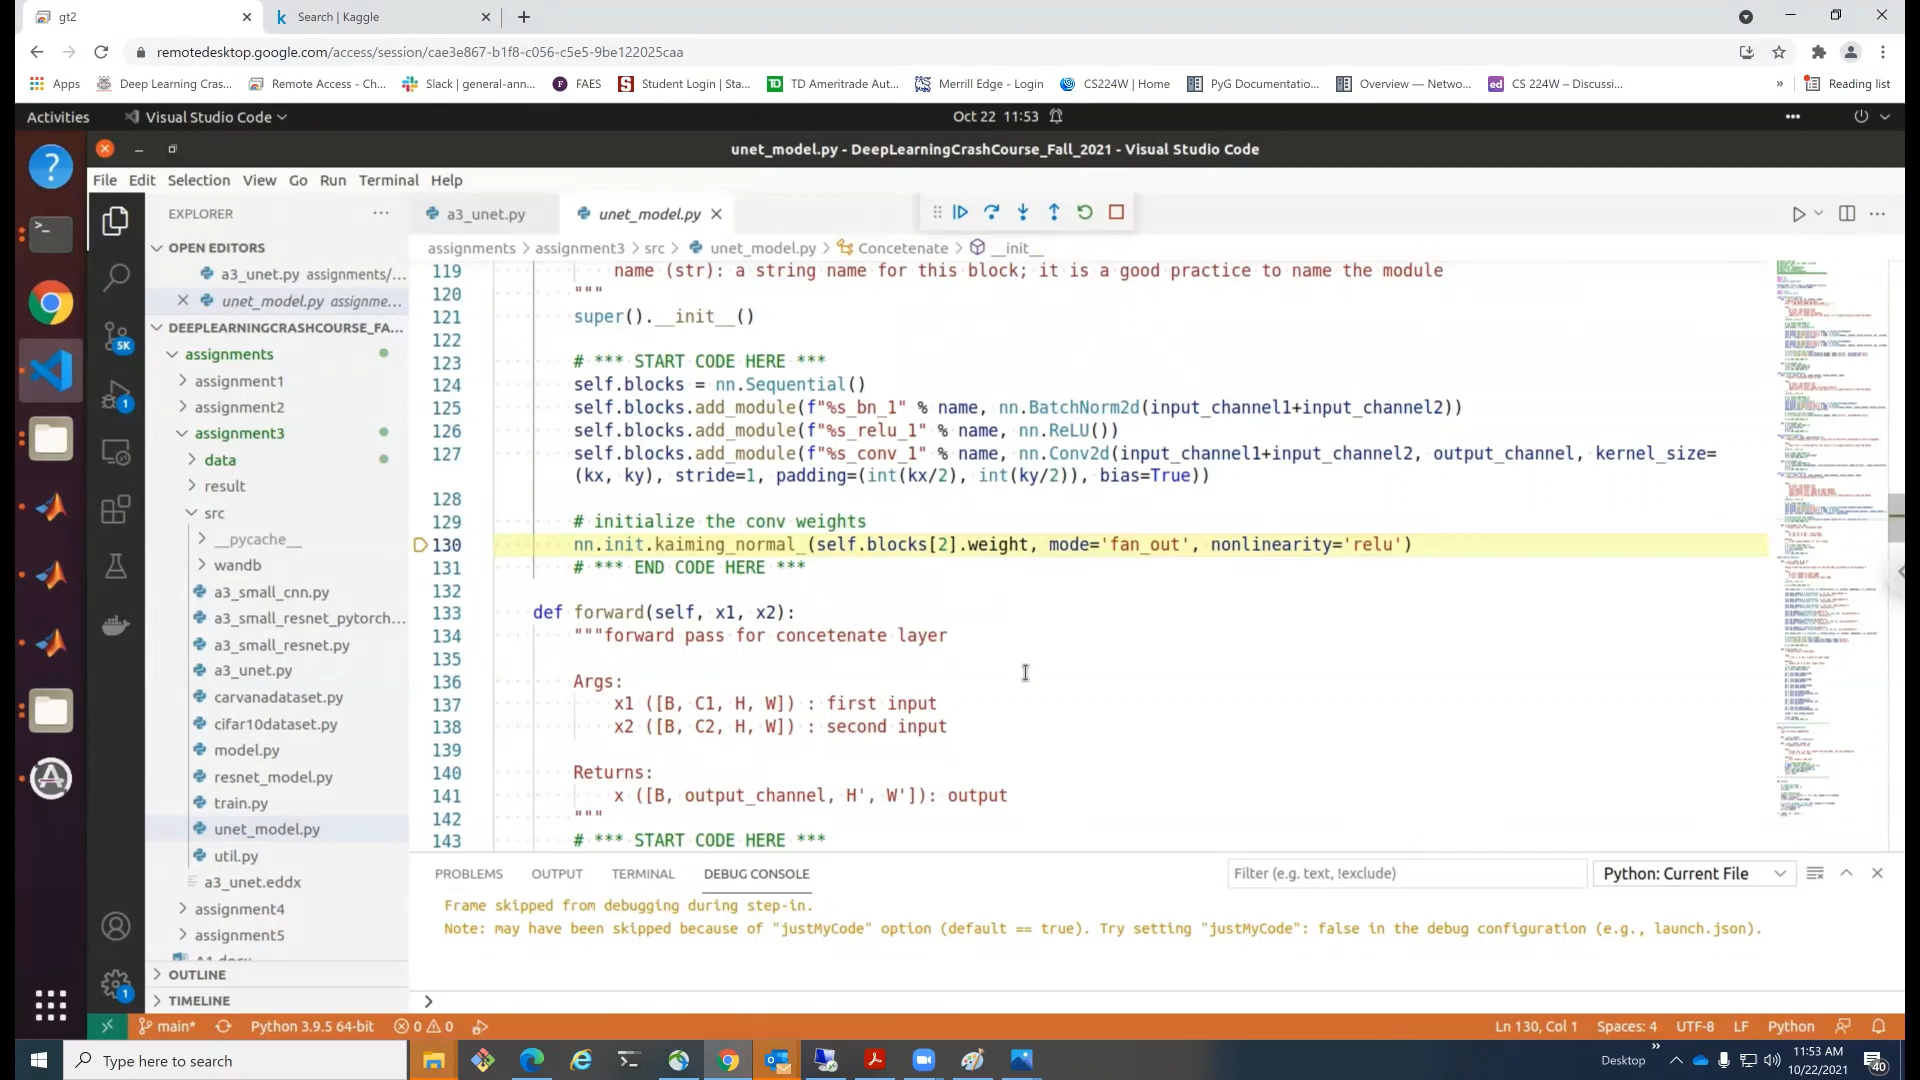 gt2
Search | Kaggle
remotedesktop.google.com/access/session/cae3e867-b1f8-c056-c5e5-9be122025caa
Apps Deep Learning Cras... Remote Access - Ch... Slack | general-ann... FAES Student Login | Sta... TD Ameritrade Aut... Merrill Edge - Login CS224W | Home PyG Documentatio... Overview — Netwo... CS 224W – Discussi... » Reading list
Activities Visual Studio Code Oct 22 11:53
unet_model.py - DeepLearningCrashCourse_Fall_2021 - Visual Studio Code
File Edit Selection View Go Run Terminal Help
EXPLORER
a3_unet.py unet_model.py
OPEN EDITORS
a3_unet.py assignments/...
unet_model.py assignme...
DEEPLEARNINGCRASHCOURSE_FA...
assignments
assignment1
assignment2
assignment3
data
result
src
__pycache__
wandb
a3_small_cnn.py
a3_small_resnet_pytorch...
a3_small_resnet.py
a3_unet.py
carvanadataset.py
cifar10dataset.py
model.py
resnet_model.py
train.py
unet_model.py
util.py
a3_unet.eddx
assignment4
assignment5
OUTLINE
TIMELINE
5K
1
1
assignments > assignment3 > src > unet_model.py > Concatenate > __init__
119 name (str): a string name for this block; it is a good practice to name the module
120 """
121 super().__init__()
122
123 # *** START CODE HERE ***
124 self.blocks = nn.Sequential()
125 self.blocks.add_module(f"%s_bn_1" % name, nn.BatchNorm2d(input_channel1+input_channel2))
126 self.blocks.add_module(f"%s_relu_1" % name, nn.ReLU())
127 self.blocks.add_module(f"%s_conv_1" % name, nn.Conv2d(input_channel1+input_channel2, output_channel, kernel_size=
(kx, ky), stride=1, padding=(int(kx/2), int(ky/2)), bias=True))
128
129 # initialize the conv weights
130 nn.init.kaiming_normal_(self.blocks[2].weight, mode='fan_out', nonlinearity='relu')
131 # *** END CODE HERE ***
132
133 def forward(self, x1, x2):
134 """forward pass for concetenate layer
135
136 Args:
137 x1 ([B, C1, H, W]) : first input
138 x2 ([B, C2, H, W]) : second input
139
140 Returns:
141 x ([B, output_channel, H', W']): output
142 """
143 # *** START CODE HERE ***
PROBLEMS OUTPUT TERMINAL DEBUG CONSOLE
Filter (e.g. text, !exclude)
Python: Current File
Frame skipped from debugging during step-in.
Note: may have been skipped because of "justMyCode" option (default == true). Try setting "justMyCode": false in the debug configuration (e.g., launch.json).
main* Python 3.9.5 64-bit 0 0
Ln 130, Col 1 Spaces: 4 UTF-8 LF Python
Type here to search
Desktop »
11:53 AM
10/22/2021
40